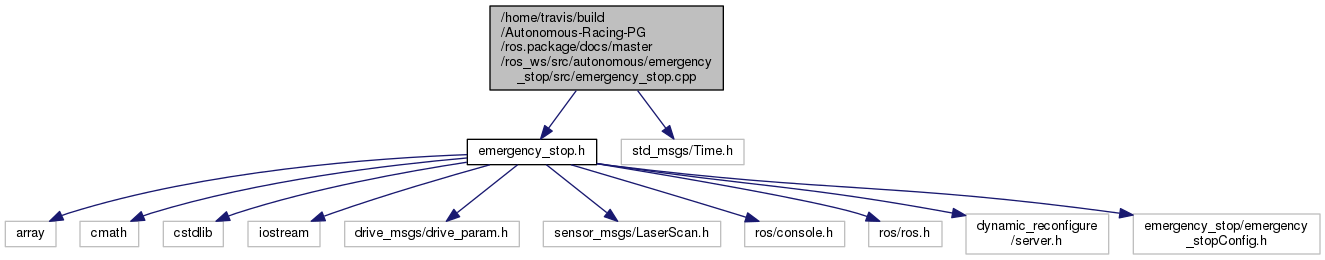 /home/travis/build
/Autonomous-Racing-PG
/ros.package/docs/master
/ros_ws/src/autonomous/emergency
_stop/src/emergency_stop.cpp
emergency_stop.h
std_msgs/Time.h
array
cmath
cstdlib
iostream
drive_msgs/drive_param.h
sensor_msgs/LaserScan.h
ros/console.h
ros/ros.h
dynamic_reconfigure
/server.h
emergency_stop/emergency
_stopConfig.h